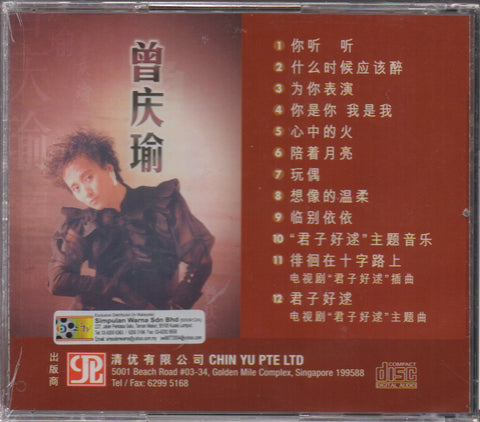 曾庆瑜
1 你听 听
2 什么时候应该醉
3 为你表演
4 你是你 我是我
5 心中的火
6 陪着月亮
7 玩偶
8 想像的温柔
9 临别依依
10 “君子好逑”主题音乐
11 徘徊在十字路上
电视剧“君子好逑”插曲
12 君子好逑
电视剧“君子好逑”主题曲
Simpulan Warna Sdn Bhd
出版商
清优有限公司 CHIN YU PTE LTD
5001 Beach Road #03-34, Golden Mile Complex, Singapore 199588
Tel / Fax: 6299 5168
COMPACT
disc
DIGITAL AUDIO